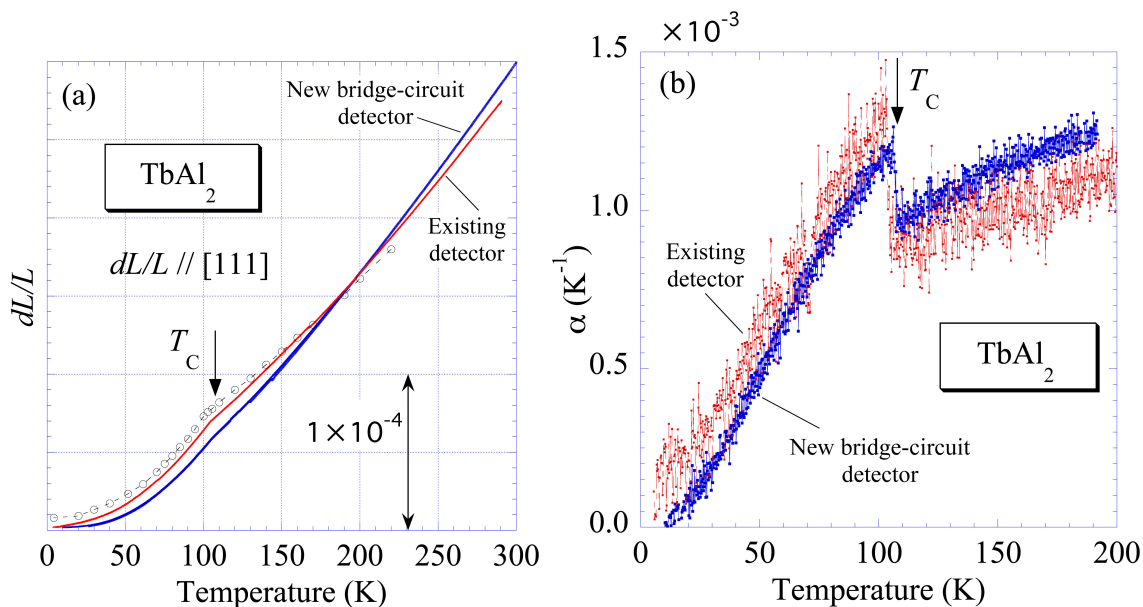 (a)
New bridge-circuit
detector
TbAl₂
Existing
detector
dL/L // [111]
T_C
1×10⁻⁴
dL/L
0 50 100 150 200 250 300
Temperature (K)
×10⁻³
(b)
T_C
1.5
1.0
0.5
0.0
α (K⁻¹)
Existing
detector
TbAl₂
New bridge-circuit
detector
0 50 100 150 200
Temperature (K)